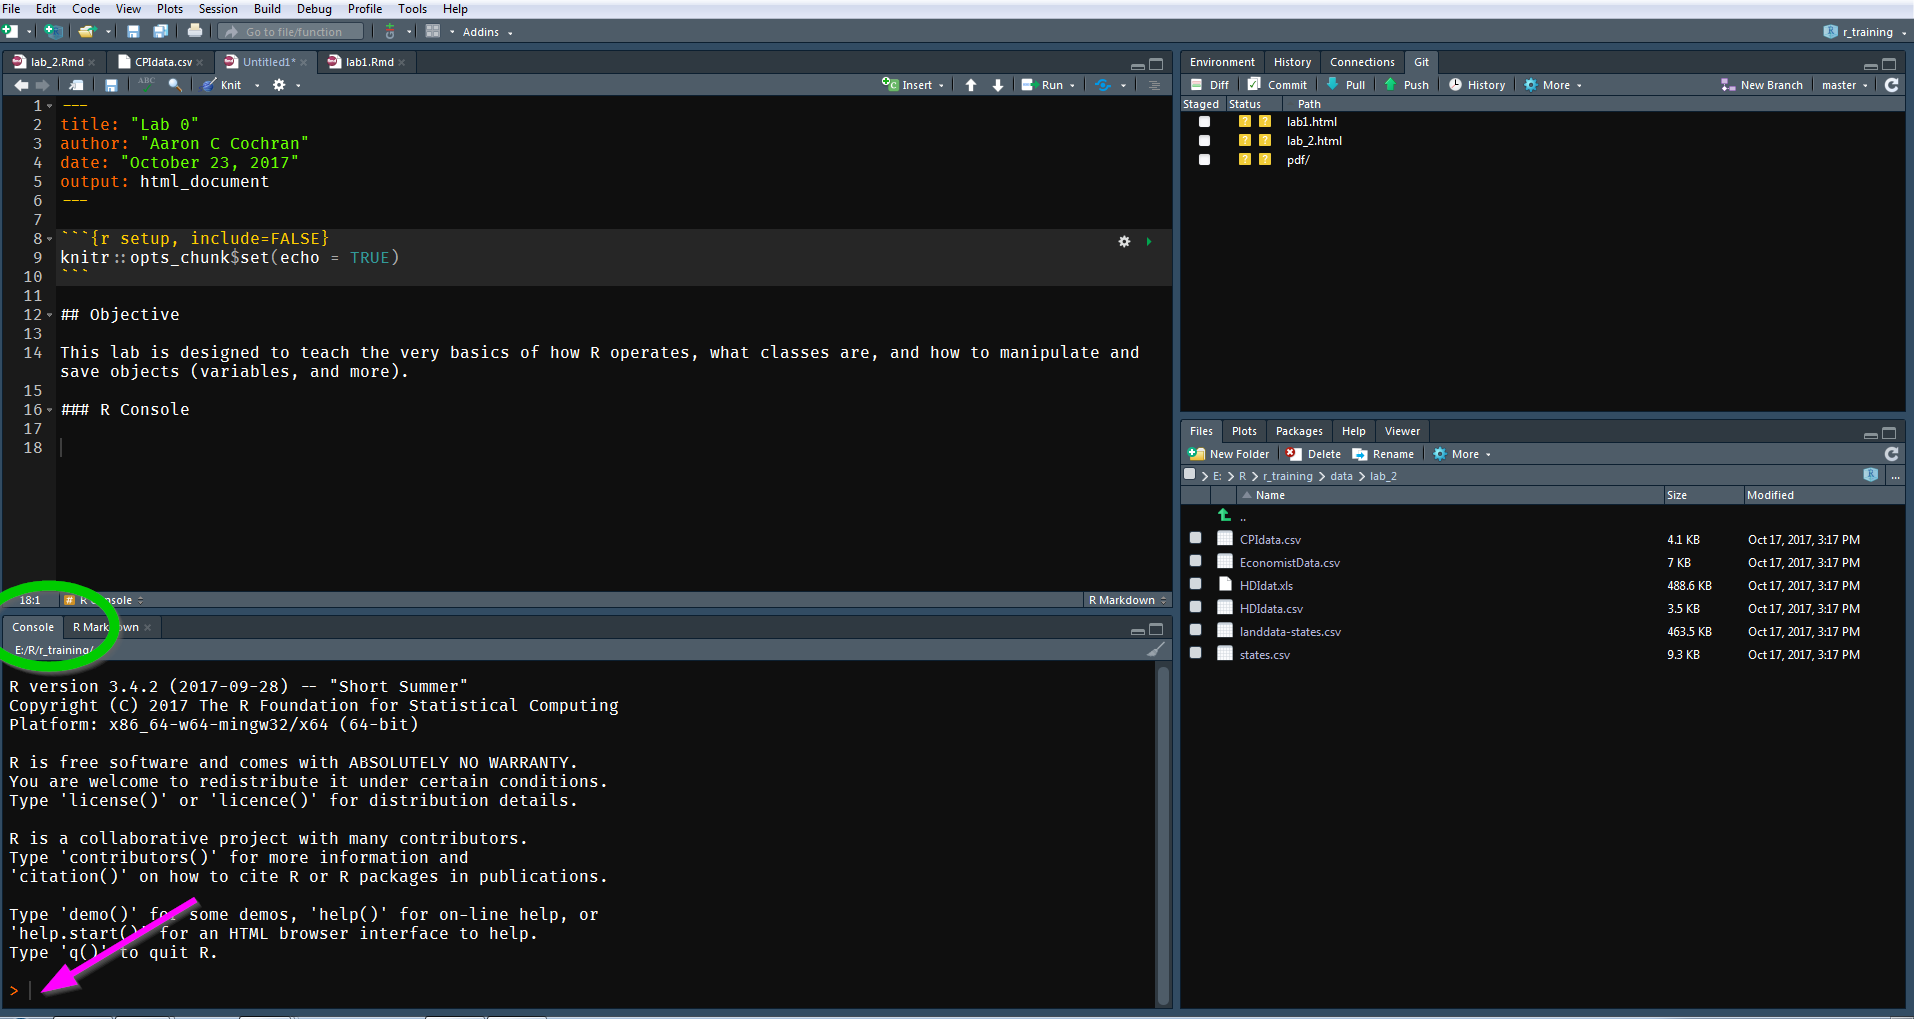 File Edit Code View Plots Session Build Debug Profile Tools Help
Go to file/function Addins r_training
lab_2.Rmd CPIdata.csv Untitled1* lab1.Rmd
ABC Knit Insert Run
1 ---
2 title: "Lab 0"
3 author: "Aaron C Cochran"
4 date: "October 23, 2017"
5 output: html_document
6 ---
7
8 ```{r setup, include=FALSE}
9 knitr::opts_chunk$set(echo = TRUE)
10 ```
11
12 ## Objective
13
14 This lab is designed to teach the very basics of how R operates, what classes are, and how to manipulate and
save objects (variables, and more).
15
16 ### R Console
17
18
18:1 # R Console R Markdown
Console R Markdown
E:/R/r_training/
R version 3.4.2 (2017-09-28) -- "Short Summer"
Copyright (C) 2017 The R Foundation for Statistical Computing
Platform: x86_64-w64-mingw32/x64 (64-bit)
R is free software and comes with ABSOLUTELY NO WARRANTY.
You are welcome to redistribute it under certain conditions.
Type 'license()' or 'licence()' for distribution details.
R is a collaborative project with many contributors.
Type 'contributors()' for more information and
'citation()' on how to cite R or R packages in publications.
Type 'demo()' for some demos, 'help()' for on-line help, or
'help.start()' for an HTML browser interface to help.
Type 'q()' to quit R.
>
Environment History Connections Git
Diff Commit Pull Push History More New Branch master
Staged Status Path
? ? lab1.html
? ? lab_2.html
? ? pdf/
Files Plots Packages Help Viewer
New Folder Delete Rename More
E: R r_training data lab_2 R ...
Name Size Modified
..
CPIdata.csv 4.1 KB Oct 17, 2017, 3:17 PM
EconomistData.csv 7 KB Oct 17, 2017, 3:17 PM
HDIdat.xls 488.6 KB Oct 17, 2017, 3:17 PM
HDIdata.csv 3.5 KB Oct 17, 2017, 3:17 PM
landdata-states.csv 463.5 KB Oct 17, 2017, 3:17 PM
states.csv 9.3 KB Oct 17, 2017, 3:17 PM